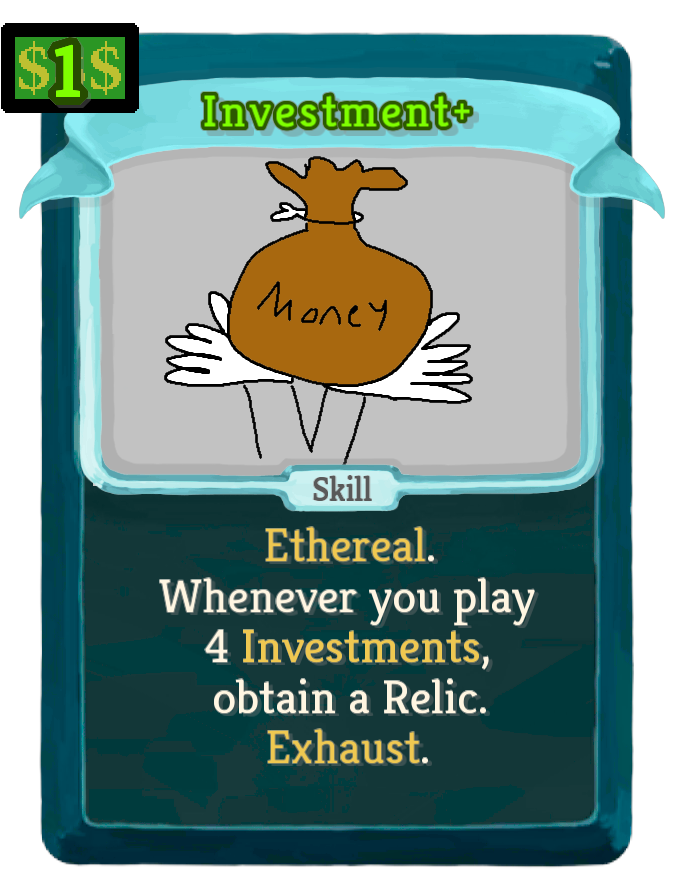 $1$
Investment+
Money
Skill
Ethereal.
Whenever you play
4 Investments,
obtain a Relic.
Exhaust.